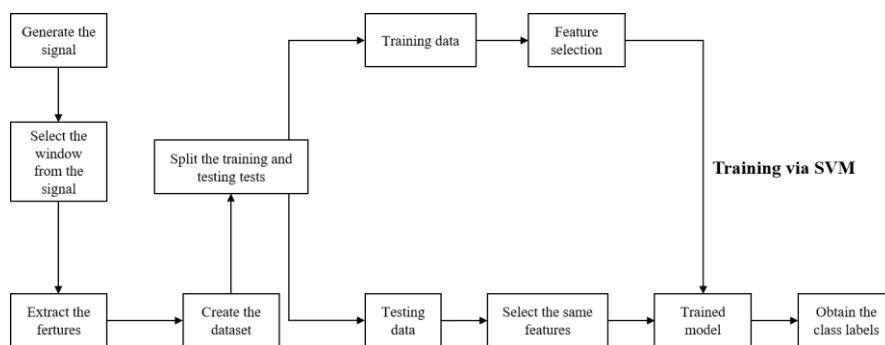 Generate the
signal
Training data
Feature
selection
Select the
window
from the
signal
Split the training and
testing tests
Training via SVM
Extract the
fertures
Create the
dataset
Testing
data
Select the same
features
Trained
model
Obtain the
class labels